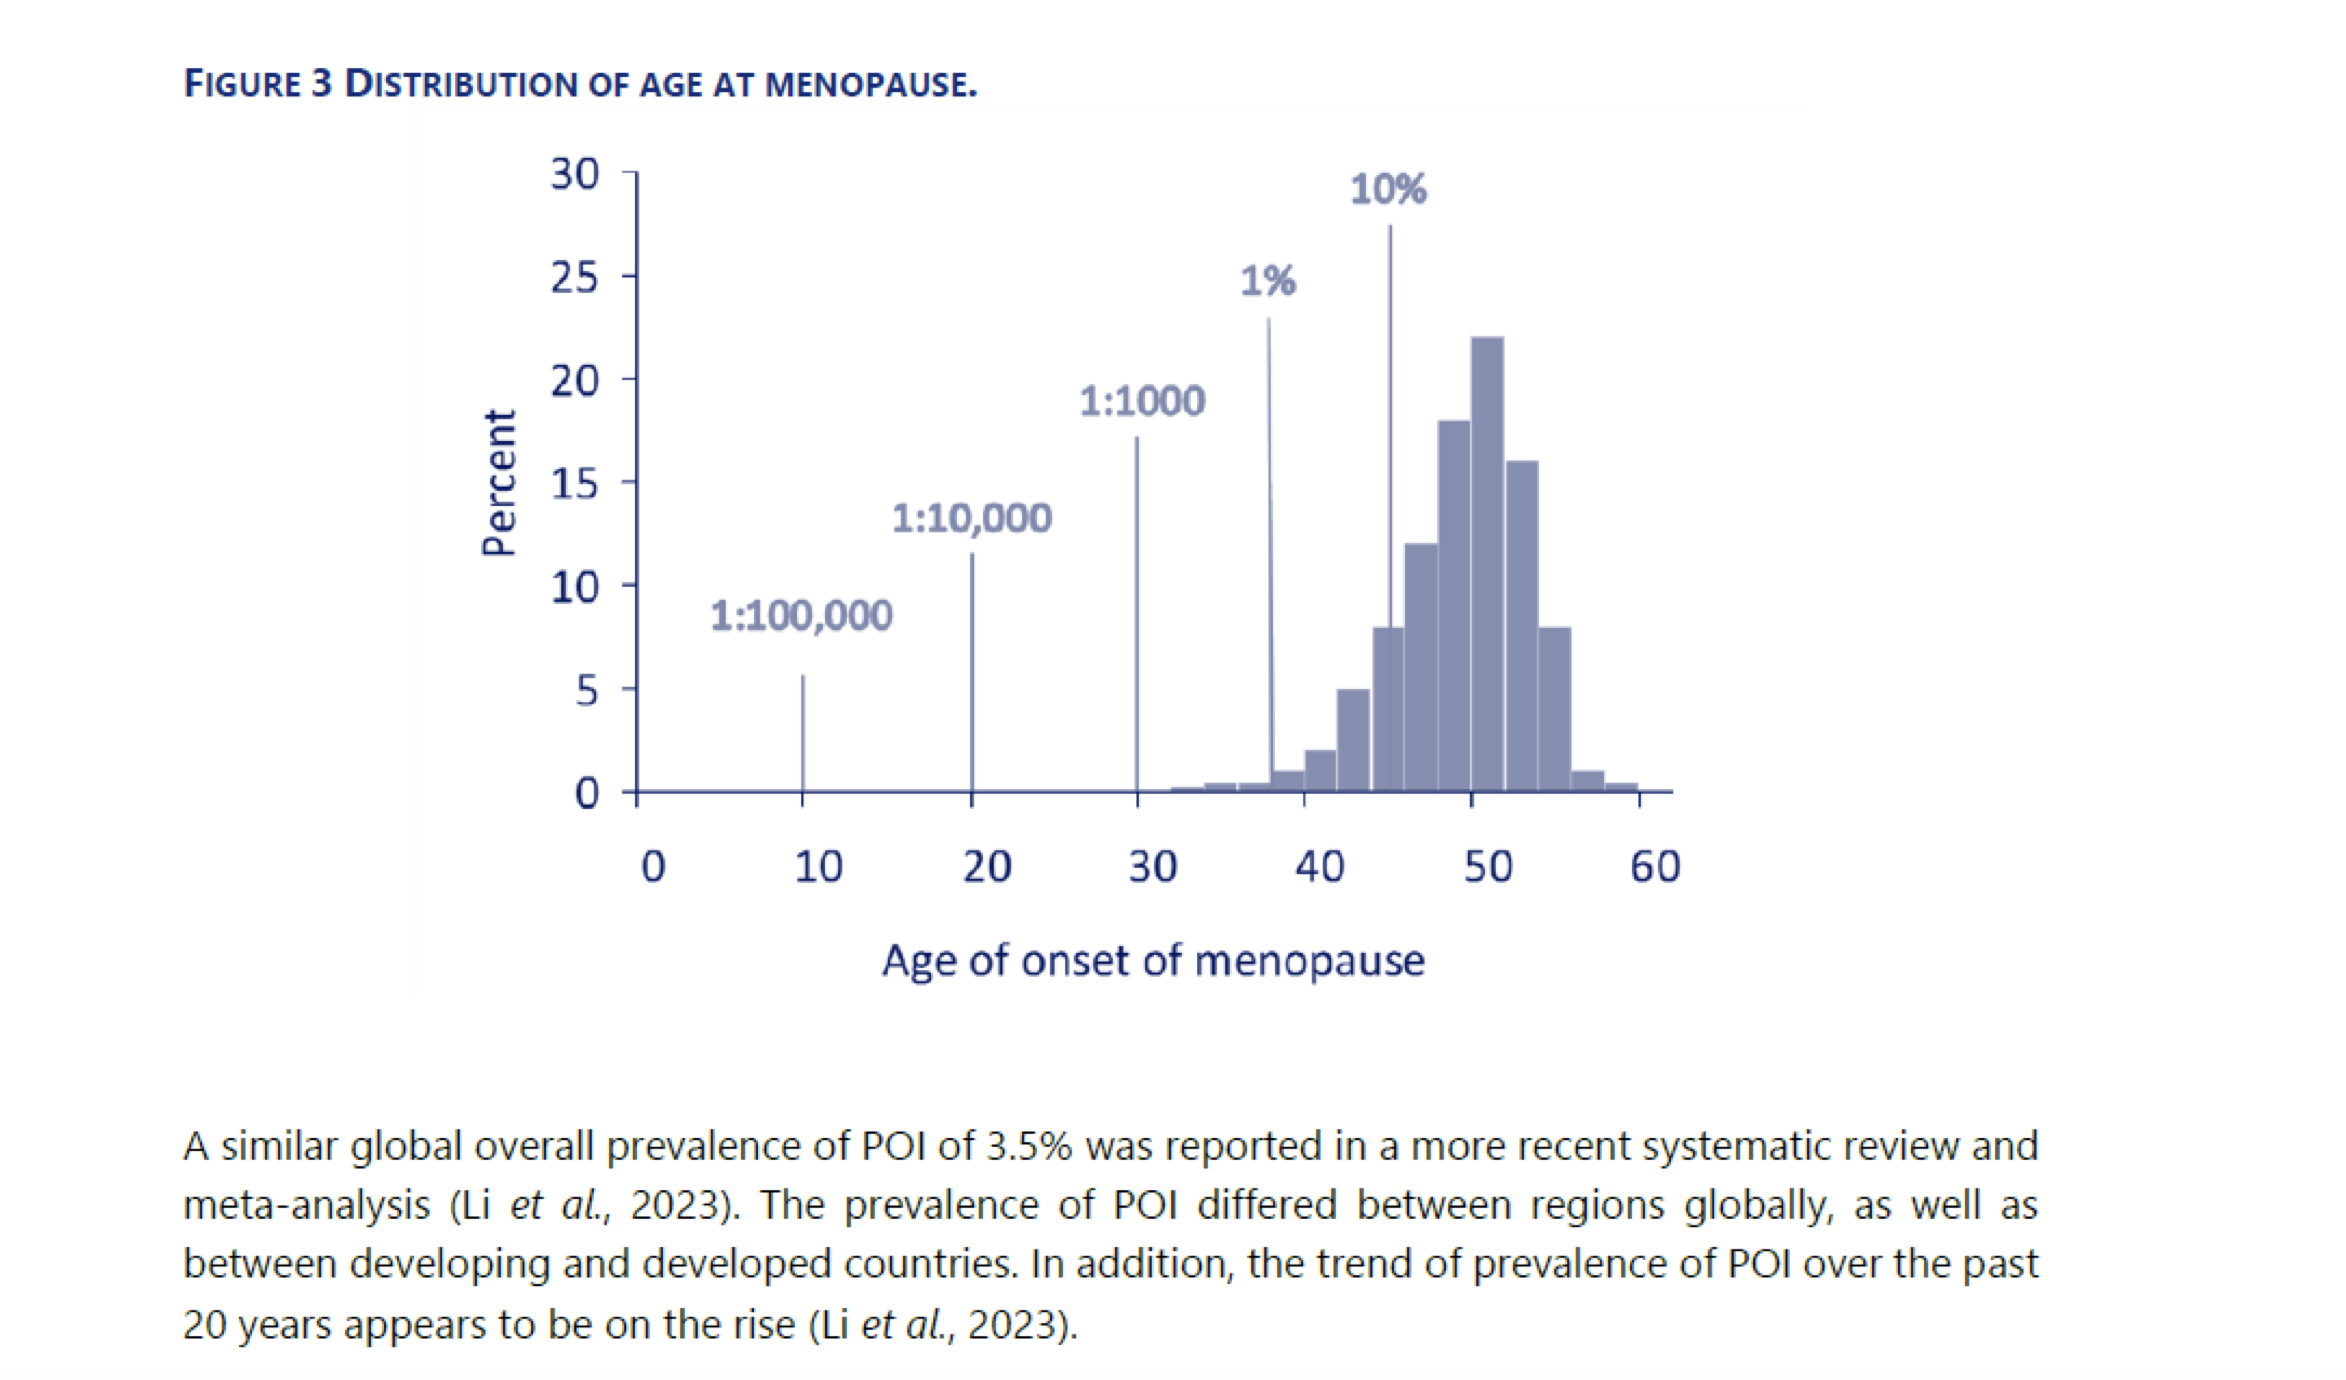 FIGURE 3 DISTRIBUTION OF AGE AT MENOPAUSE.
30
25
20
15
10
5
0
Percent
1:100,000
1:10,000
1:1000
1%
10%
0 10 20 30 40 50 60
Age of onset of menopause
A similar global overall prevalence of POI of 3.5% was reported in a more recent systematic review and
meta-analysis (Li et al., 2023). The prevalence of POI differed between regions globally, as well as
between developing and developed countries. In addition, the trend of prevalence of POI over the past
20 years appears to be on the rise (Li et al., 2023).